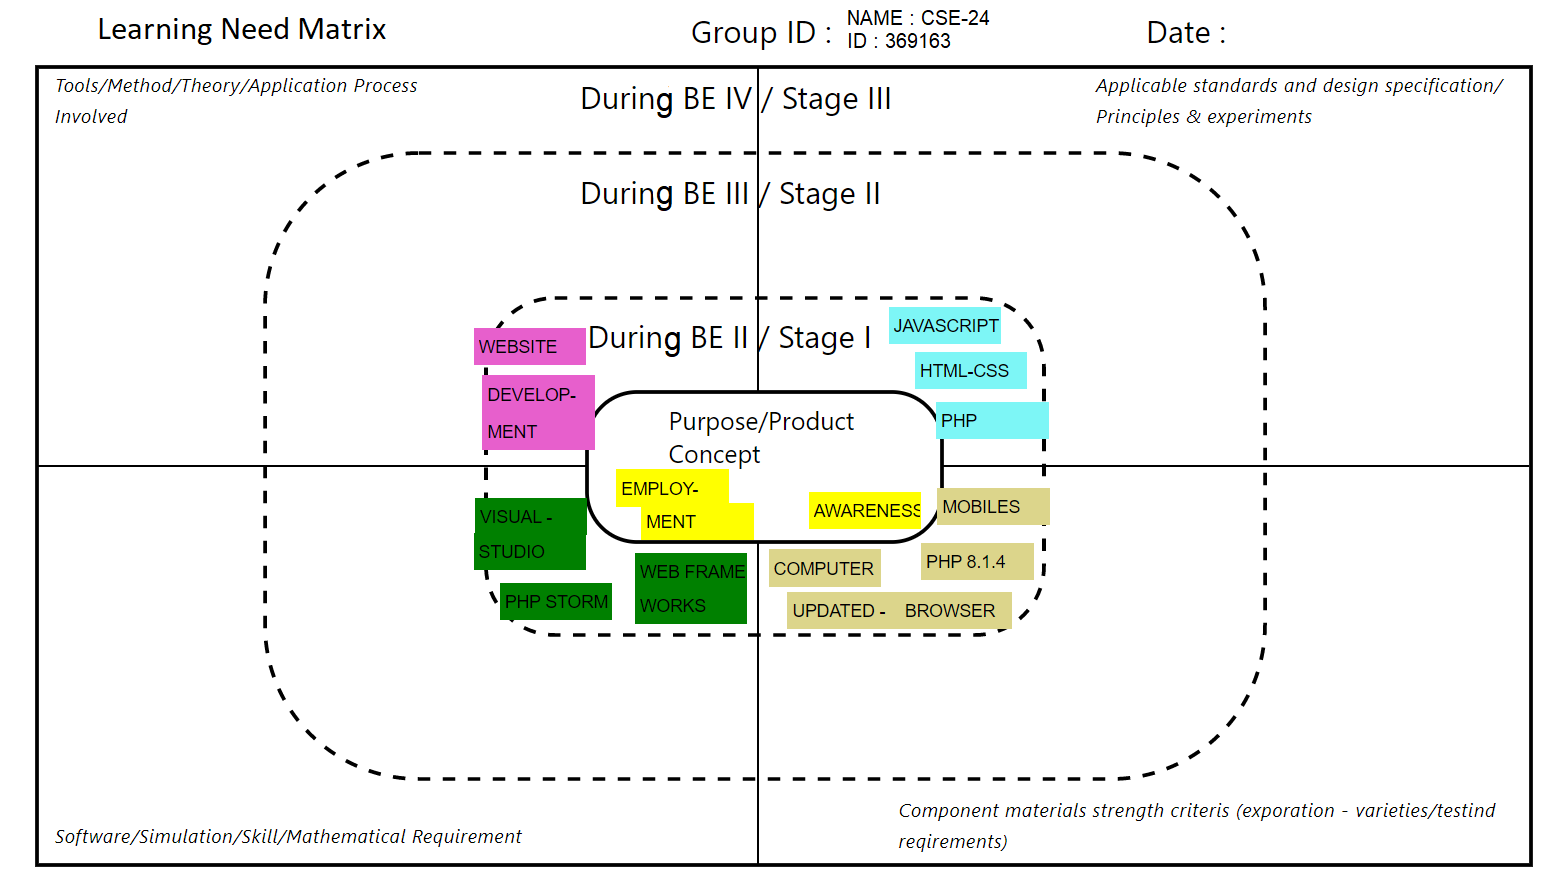 Learning Need Matrix
Group ID :
NAME : CSE-24
ID : 369163
Date :
Tools/Method/Theory/Application Process
Involved
During BE IV / Stage III
Applicable standards and design specification/
Principles & experiments
During BE III / Stage II
During BE II / Stage I
WEBSITE
DEVELOP-
MENT
JAVASCRIPT
HTML-CSS
PHP
Purpose/Product
Concept
EMPLOY-
MENT
AWARENESS
VISUAL -
STUDIO
PHP STORM
WEB FRAME
WORKS
MOBILES
COMPUTER
PHP 8.1.4
UPDATED - BROWSER
Software/Simulation/Skill/Mathematical Requirement
Component materials strength criteris (exporation - varieties/testind
reqirements)